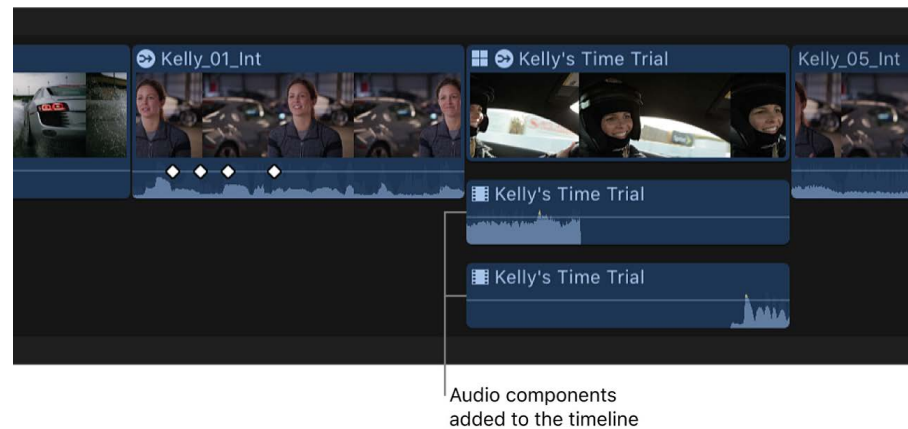 Kelly_01_Int
Kelly's Time Trial
Kelly_05_Int
Kelly's Time Trial
Kelly's Time Trial
Audio components
added to the timeline